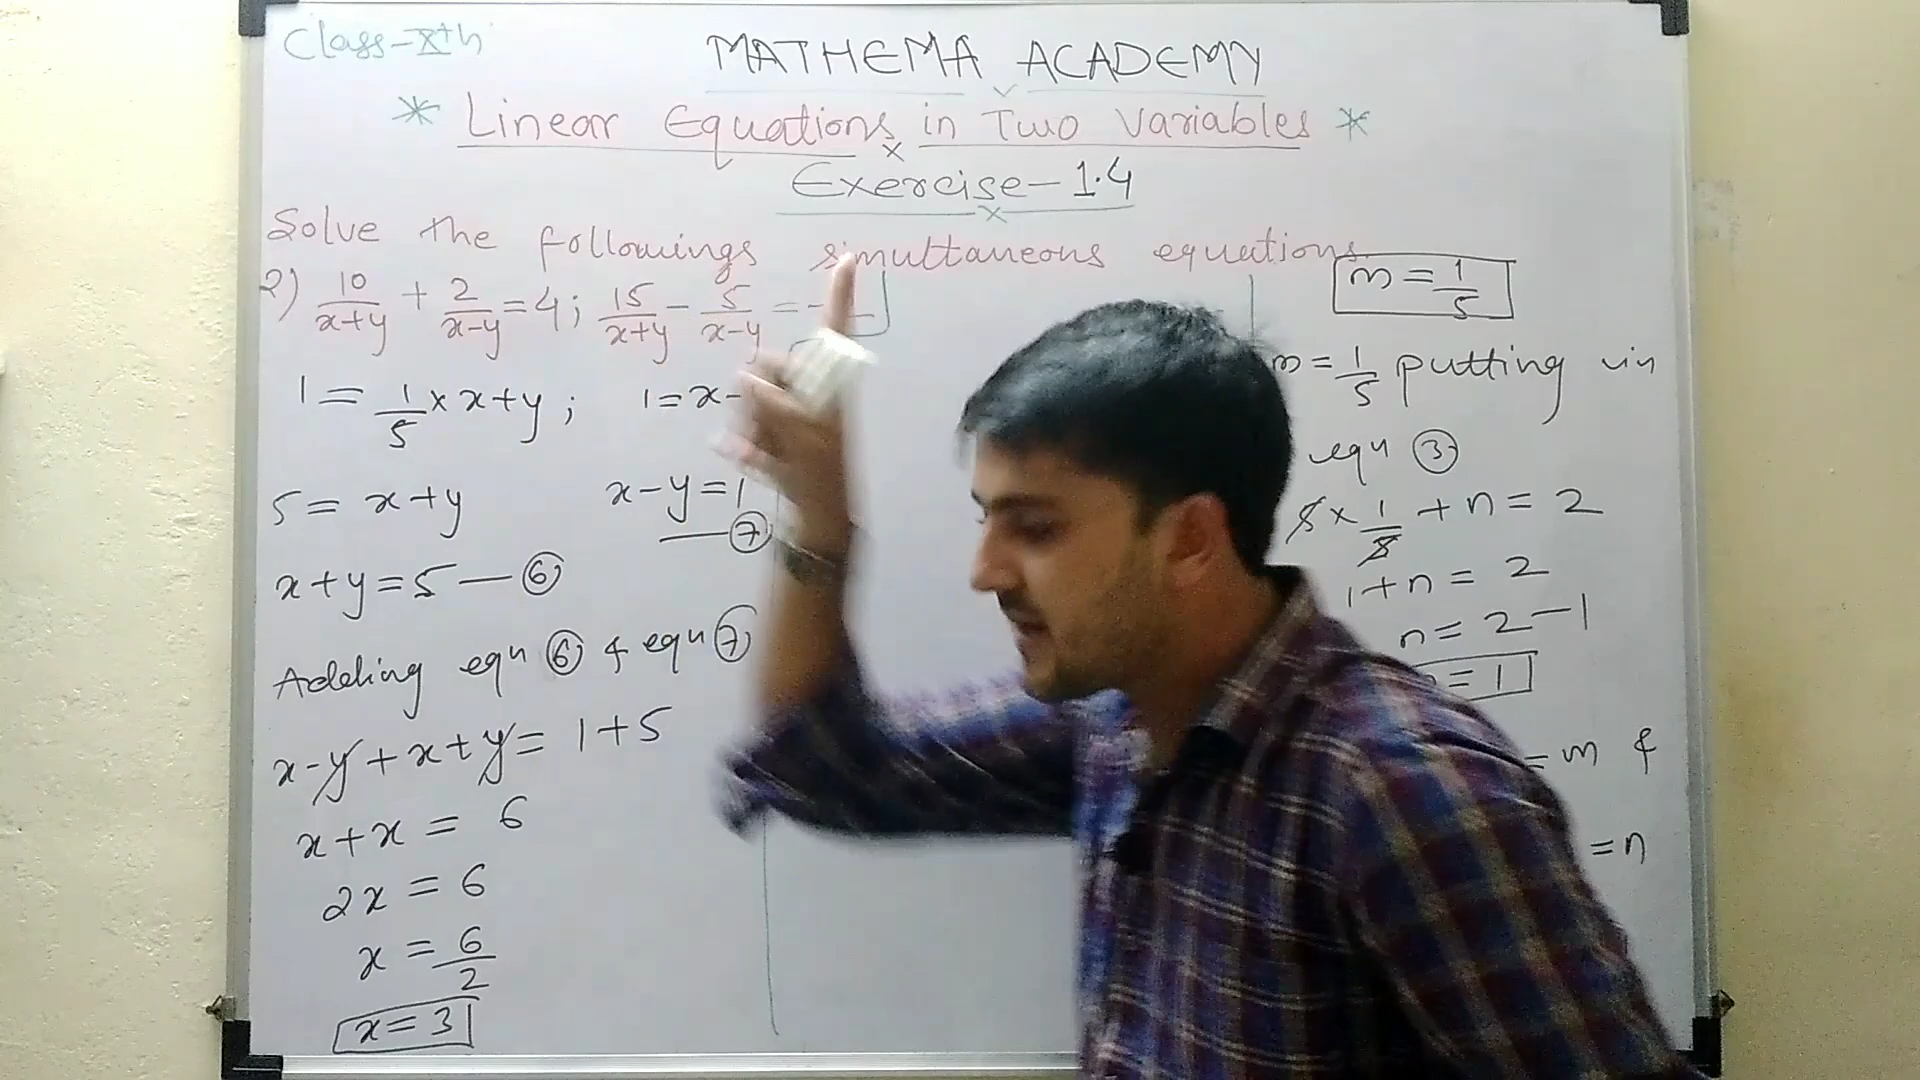 Class-Xth
MATHEMA ACADEMY
* Linear Equations in Two Variables *
Exercise-1.4
Solve the followings simultaneous equations.
2) 10/(x+y) + 2/(x-y) = 4; 15/(x+y) - 5/(x-y) = -
1 = 1/5 × x+y; 1 = x-
5 = x+y
x-y=1 — ⑦
x+y=5 — ⑥
Adding eqn ⑥ & eqn ⑦
x-y+x+y = 1+5
x+x = 6
2x = 6
x = 6/2
x = 3
m = 1/5
m = 1/5 putting in
eqn ③
5 × 1/5 + n = 2
1+n = 2
n = 2-1
= 1
= m &
= n